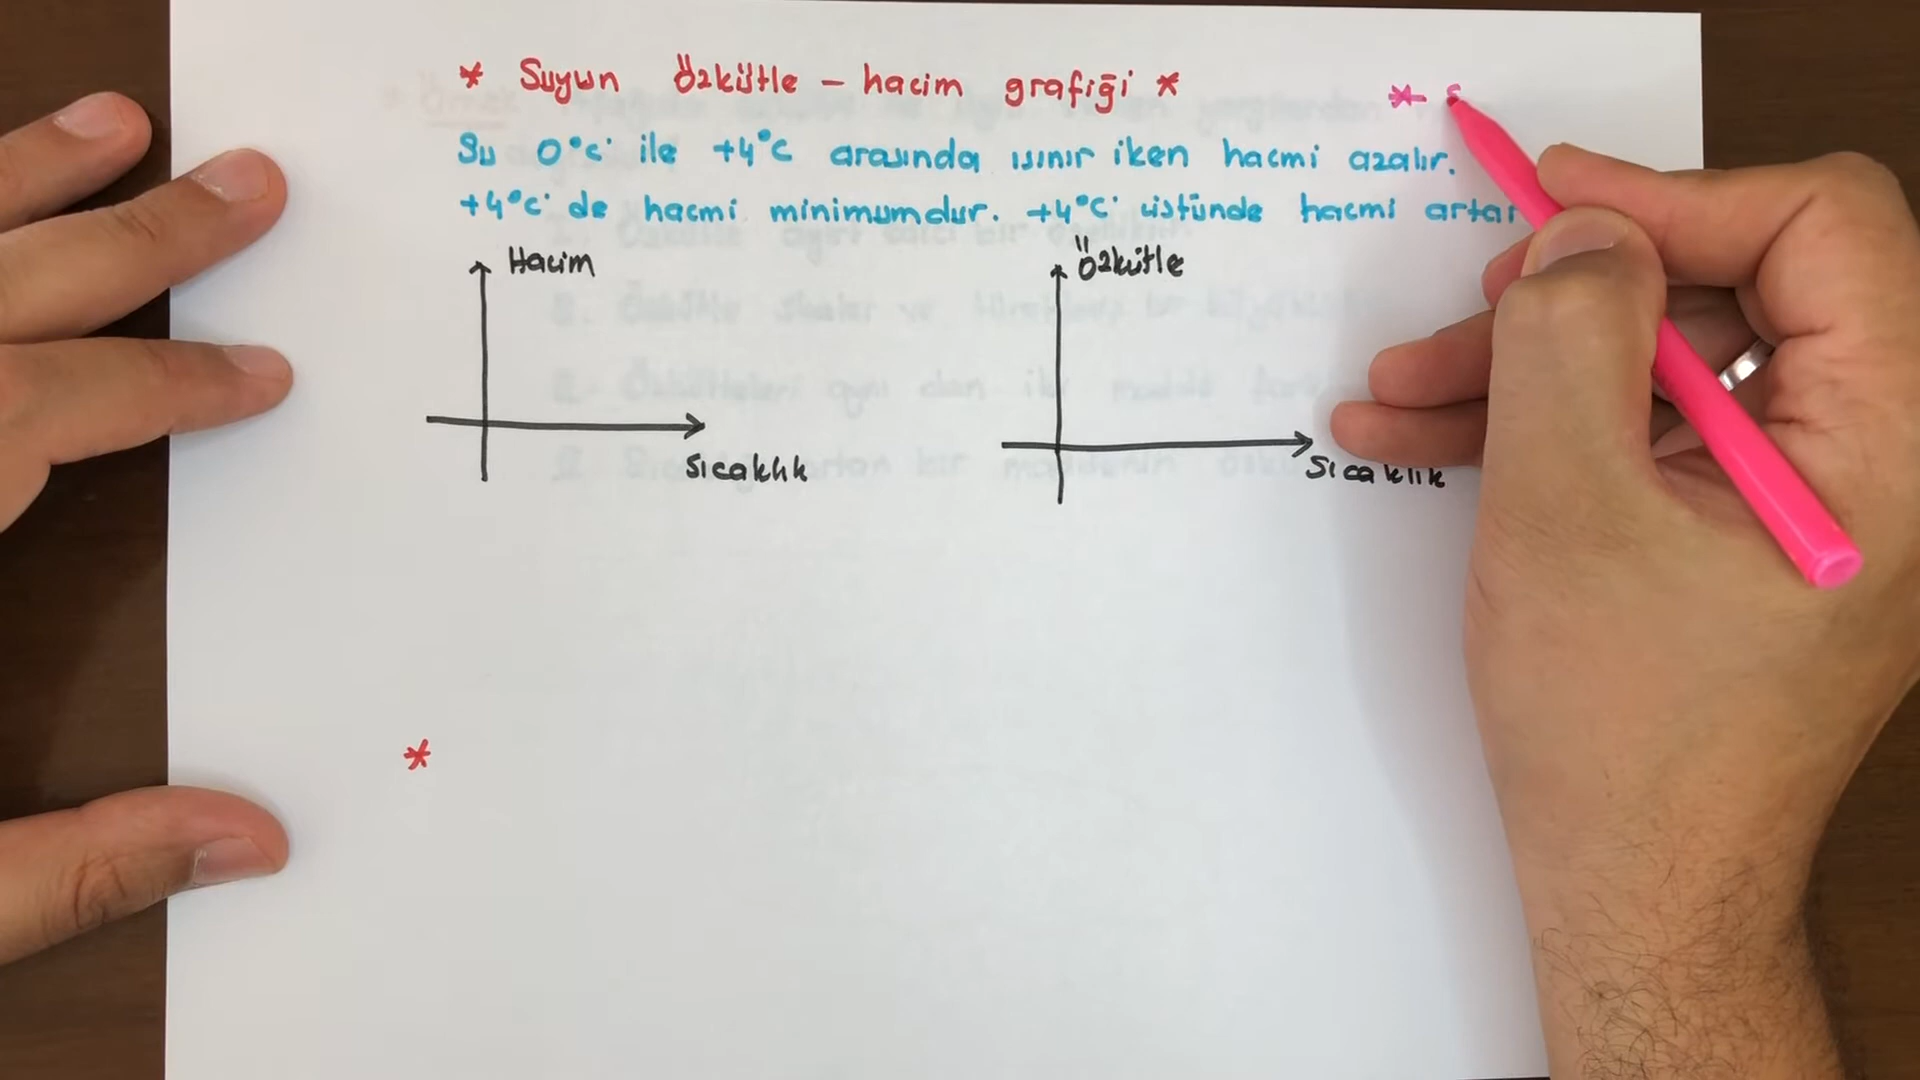 * Suyun Özkütle - hacim grafiği *
*
Su 0°C ile +4°C arasında ısınır iken hacmi azalır.
+4°C de hacmi minimumdur. +4°C üstünde hacmi artar
Hacim
Özkütle
Sıcaklık
Sıcaklık
*